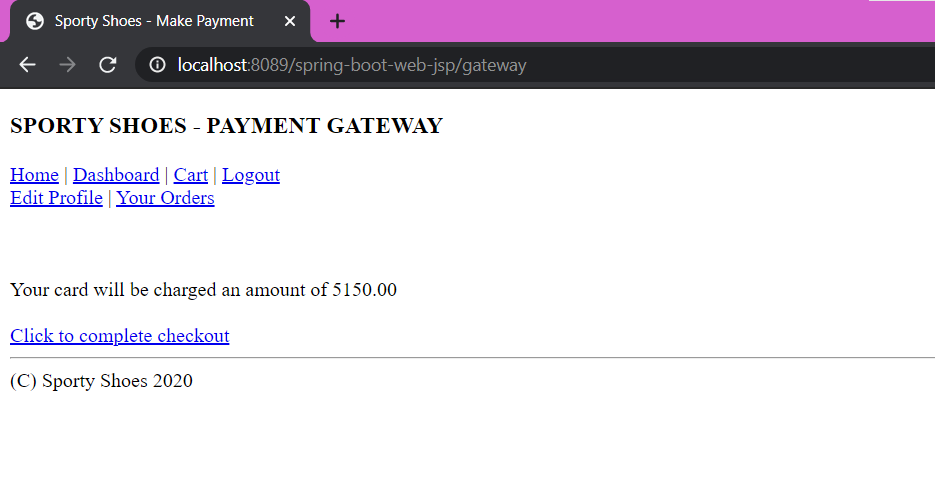 Sporty Shoes - Make Payment
localhost:8089/spring-boot-web-jsp/gateway
SPORTY SHOES - PAYMENT GATEWAY
Home | Dashboard | Cart | Logout
Edit Profile | Your Orders
Your card will be charged an amount of 5150.00
Click to complete checkout
(C) Sporty Shoes 2020